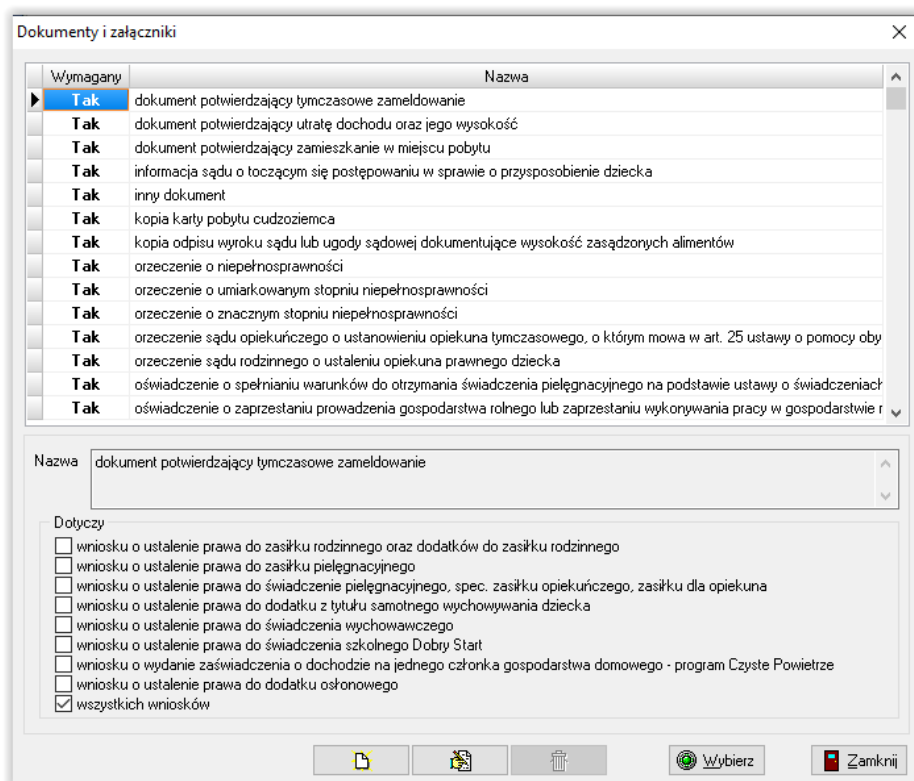 Dokumenty i załączniki
Wymagany Nazwa
Tak dokument potwierdzający tymczasowe zameldowanie
Tak dokument potwierdzający utratę dochodu oraz jego wysokość
Tak dokument potwierdzający zamieszkanie w miejscu pobytu
Tak informacja sądu o toczącym się postępowaniu w sprawie o przysposobienie dziecka
Tak inny dokument
Tak kopia karty pobytu cudzoziemca
Tak kopia odpisu wyroku sądu lub ugody sądowej dokumentujące wysokość zasądzonych alimentów
Tak orzeczenie o niepełnosprawności
Tak orzeczenie o umiarkowanym stopniu niepełnosprawności
Tak orzeczenie o znacznym stopniu niepełnosprawności
Tak orzeczenie sądu opiekuńczego o ustanowieniu opiekuna tymczasowego, o którym mowa w art. 25 ustawy o pomocy oby
Tak orzeczenie sądu rodzinnego o ustaleniu opiekuna prawnego dziecka
Tak oświadczenie o spełnianiu warunków do otrzymania świadczenia pielęgnacyjnego na podstawie ustawy o świadczeniach
Tak oświadczenie o zaprzestaniu prowadzenia gospodarstwa rolnego lub zaprzestaniu wykonywania pracy w gospodarstwie r
Nazwa dokument potwierdzający tymczasowe zameldowanie
Dotyczy
wniosku o ustalenie prawa do zasiłku rodzinnego oraz dodatków do zasiłku rodzinnego
wniosku o ustalenie prawa do zasiłku pielęgnacyjnego
wniosku o ustalenie prawa do świadczenie pielęgnacyjnego, spec. zasiłku opiekuńczego, zasiłku dla opiekuna
wniosku o ustalenie prawa do dodatku z tytułu samotnego wychowywania dziecka
wniosku o ustalenie prawa do świadczenia wychowawczego
wniosku o ustalenie prawa do świadczenia szkolnego Dobry Start
wniosku o wydanie zaświadczenia o dochodzie na jednego członka gospodarstwa domowego - program Czyste Powietrze
wniosku o ustalenie prawa do dodatku osłonowego
wszystkich wniosków
Wybierz Zamknij